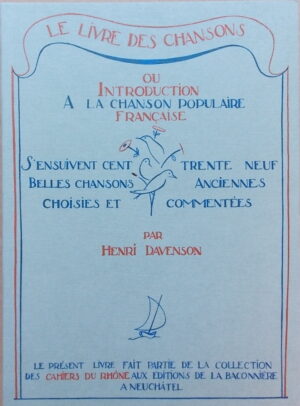 LE LIVRE DES CHANSONS
OU
INTRODUCTION
A LA CHANSON POPULAIRE
FRANÇAISE
S'ENSUIVENT CENT TRENTE NEUF
BELLES CHANSONS ANCIENNES
CHOISIES ET COMMENTÉES
PAR
HENRI DAVENSON
LE PRÉSENT LIVRE FAIT PARTIE DE LA COLLECTION
DES CAHIERS DU RHÔNE AUX EDITIONS DE LA BACONNIÈRE
A NEUCHÂTEL